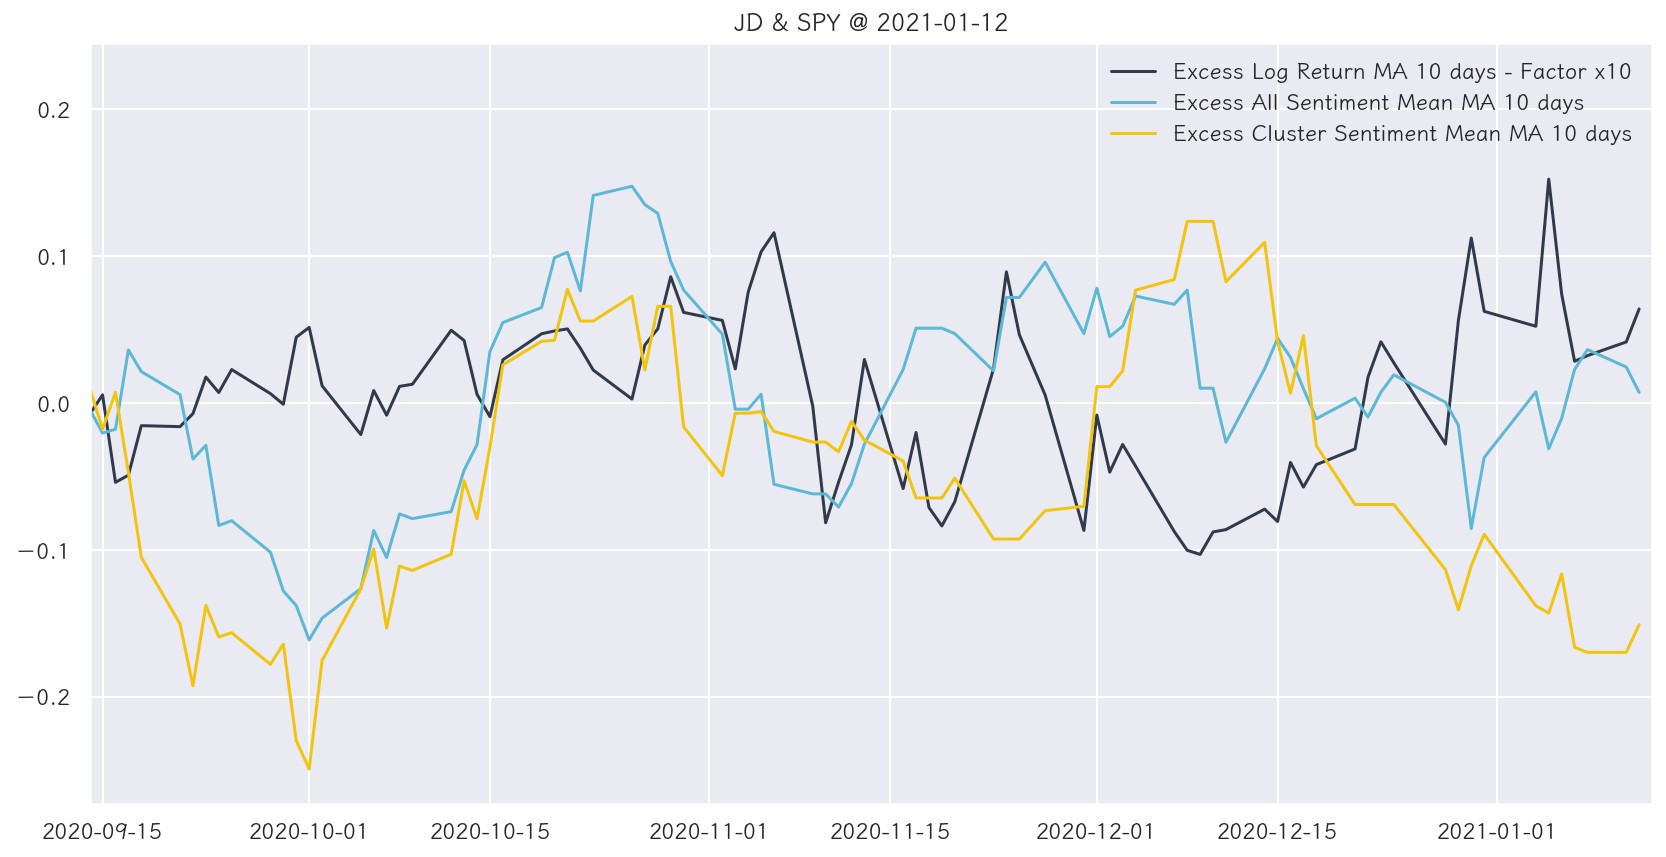 JD & SPY @ 2021-01-12
Excess Log Return MA 10 days - Factor x10
Excess All Sentiment Mean MA 10 days
Excess Cluster Sentiment Mean MA 10 days
0.2
0.1
0.0
−0.1
−0.2
2020-09-15 2020-10-01 2020-10-15 2020-11-01 2020-11-15 2020-12-01 2020-12-15 2021-01-01